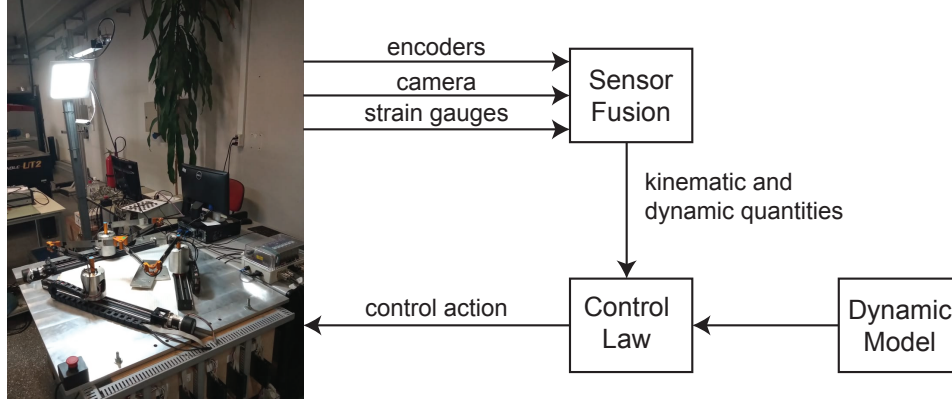 encoders
camera
strain gauges
Sensor
Fusion
kinematic and
dynamic quantities
control action
Control
Law
Dynamic
Model